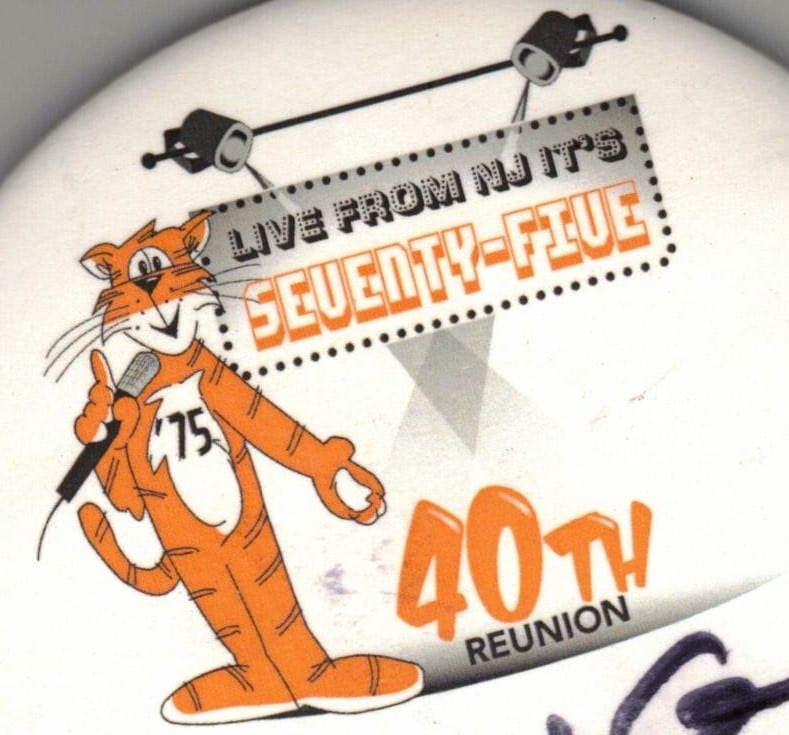 LIVE FROM NJ IT'S
SEVENTY-FIVE
'75
40TH
REUNION